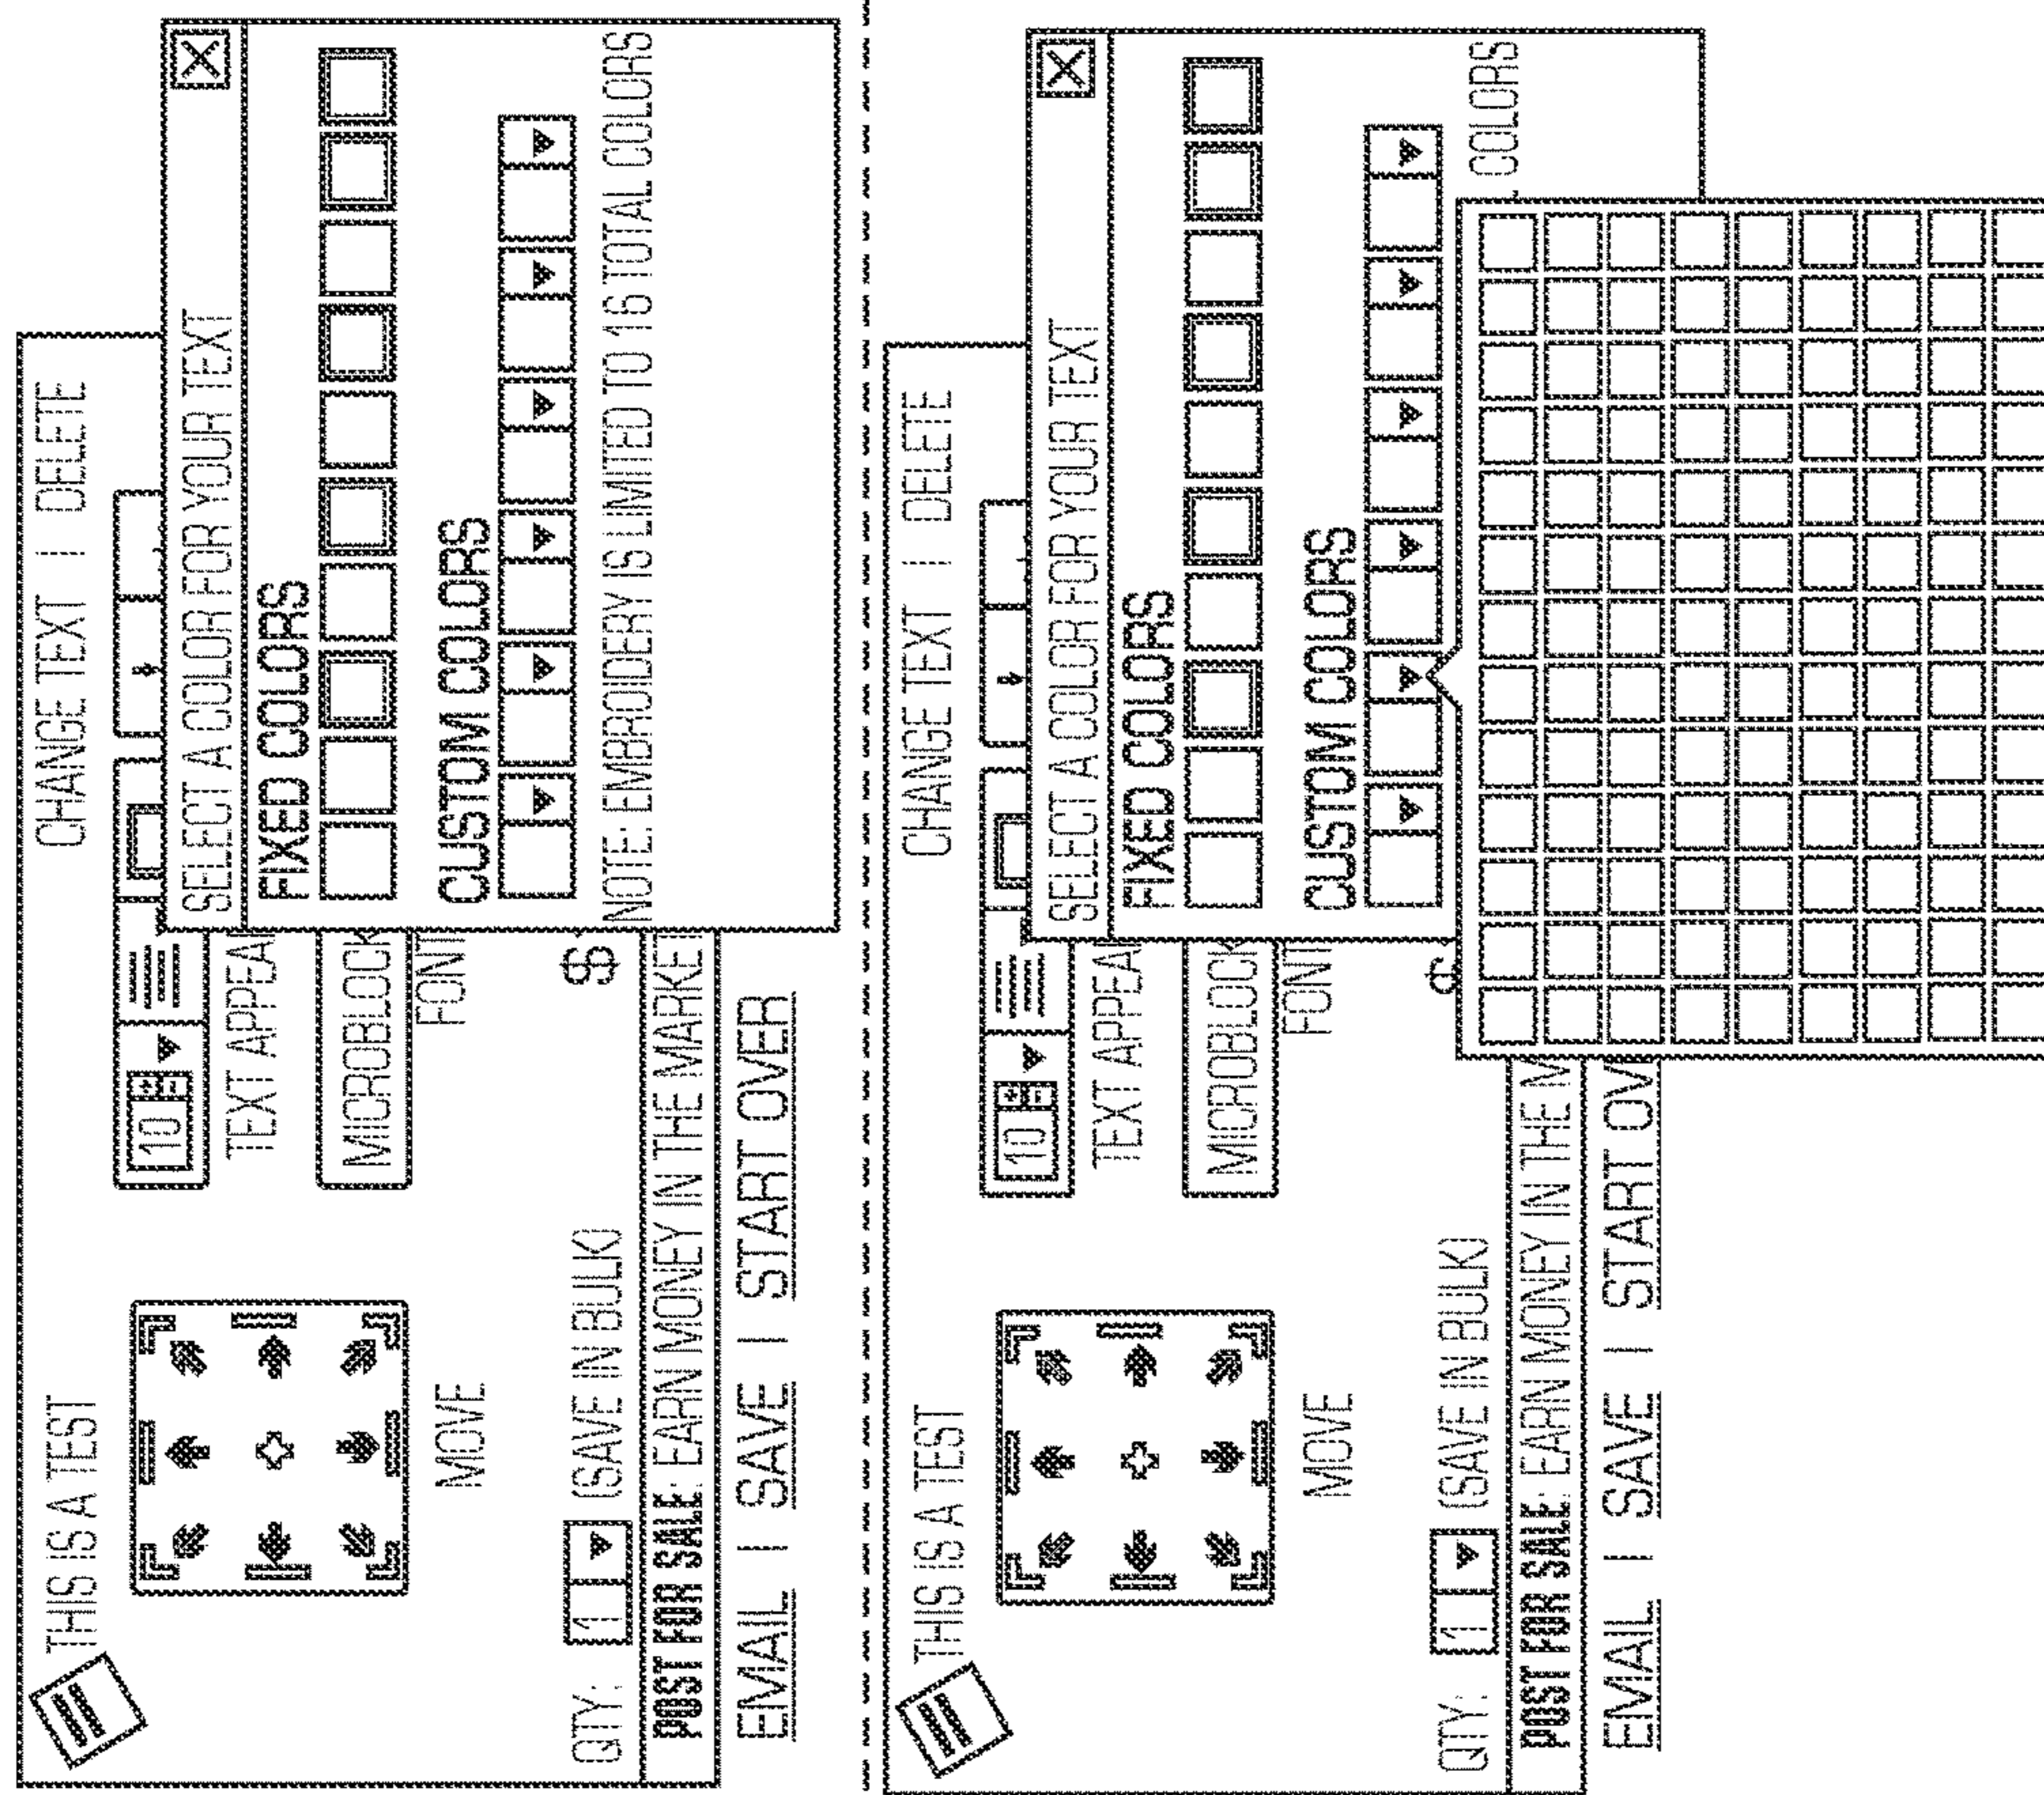 THIS IS A TEST
CHANGE TEXT | DELETE
10
SELECT A COLOR FOR YOUR TEXT
TEXT APPEA
FIXED COLORS
MICROBLOCK
FONT
MOVE
CUSTOM COLORS
QTY: 1 (SAVE IN BULK) $
NOTE: EMBROIDERY IS LIMITED TO 16 TOTAL COLORS
POST FOR SALE: EARN MONEY IN THE MARKE
EMAIL | SAVE | START OVER
THIS IS A TEST
CHANGE TEXT | DELETE
10
SELECT A COLOR FOR YOUR TEXT
TEXT APPEA
FIXED COLORS
MICROBLOCK
FONT
MOVE
CUSTOM COLORS
QTY: 1 (SAVE IN BULK)
COLORS
POST FOR SALE: EARN MONEY IN THE M
EMAIL | SAVE | START OV